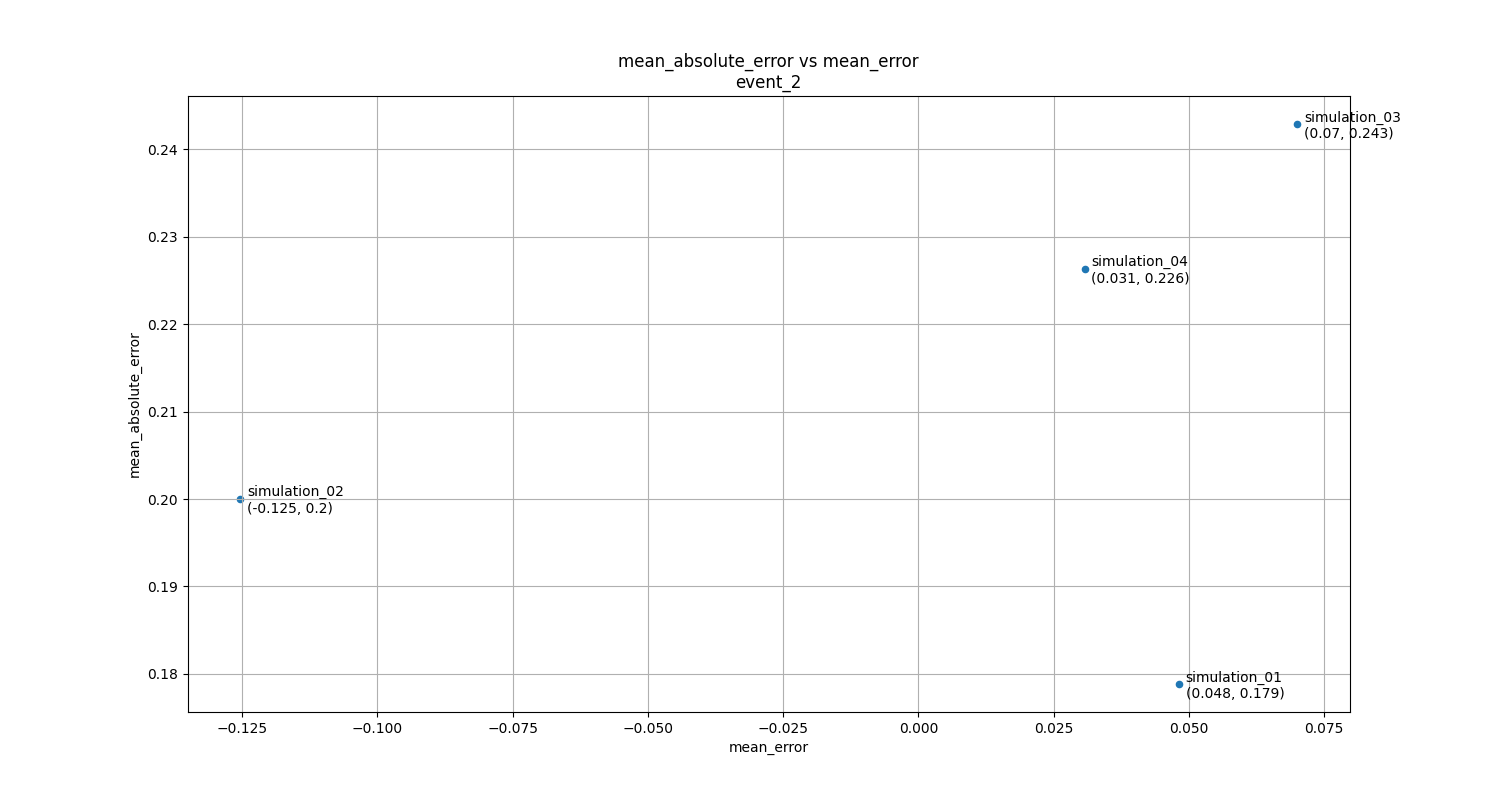 mean_absolute_error vs mean_error
event_2
simulation_03
(0.07, 0.243)
0.24
0.23
simulation_04
(0.031, 0.226)
0.22
mean_absolute_error
0.21
simulation_02
0.20
(-0.125, 0.2)
0.19
0.18
simulation_01
(0.048, 0.179)
−0.125 −0.100 −0.075 −0.050 −0.025 0.000 0.025 0.050 0.075
mean_error